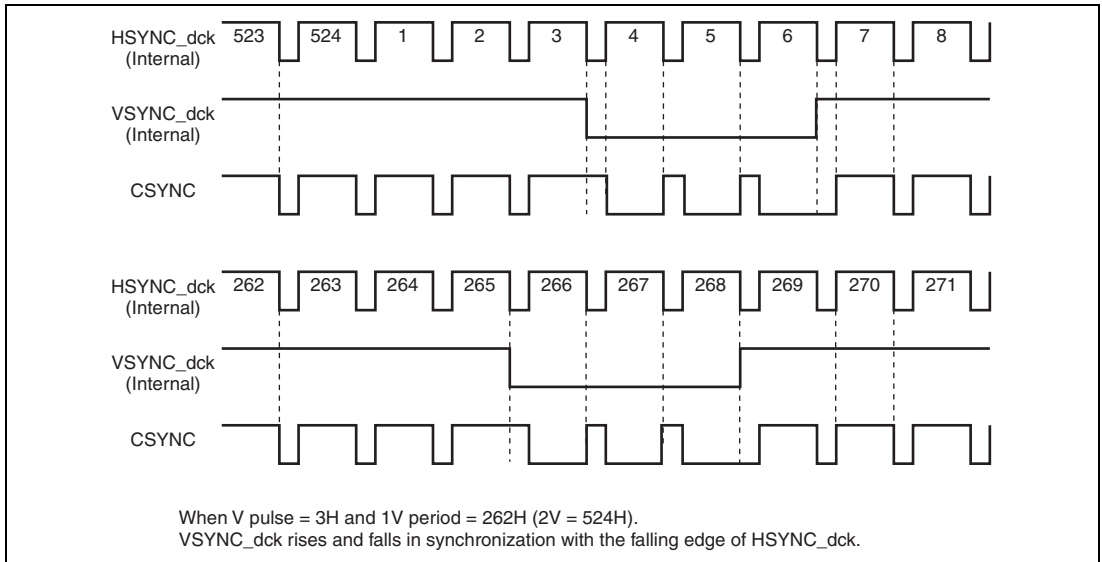 HSYNC_dck 523 524 1 2 3 4 5 6 7 8
(Internal)
VSYNC_dck
(Internal)
CSYNC
HSYNC_dck 262 263 264 265 266 267 268 269 270 271
(Internal)
VSYNC_dck
(Internal)
CSYNC
When V pulse = 3H and 1V period = 262H (2V = 524H).
VSYNC_dck rises and falls in synchronization with the falling edge of HSYNC_dck.